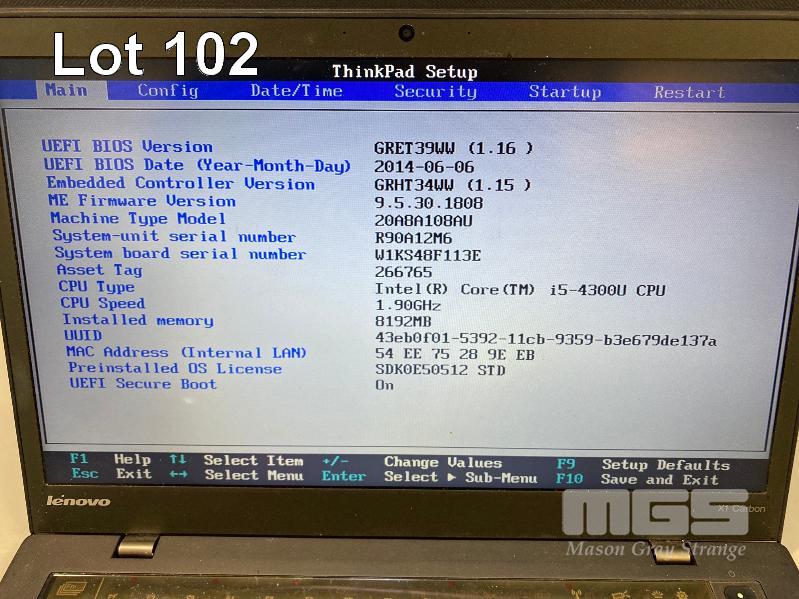 Lot 102
ThinkPad Setup
Main Config Date/Time Security Startup Restart
UEFI BIOS Version GRET39WW (1.16 )
UEFI BIOS Date (Year-Month-Day) 2014-06-06
Embedded Controller Version GRHT34WW (1.15 )
ME Firmware Version 9.5.30.1808
Machine Type Model 20A8A108AU
System-unit serial number R90A12M6
System board serial number W1KS48F113E
Asset Tag 266765
CPU Type Intel(R) Core(TM) i5-4300U CPU
CPU Speed 1.90GHz
Installed memory 8192MB
UUID 43eb0f01-5392-11cb-9359-b3e679de137a
MAC Address (Internal LAN) 54 EE 75 28 9E EB
Preinstalled OS License SDK0E50512 STD
UEFI Secure Boot On
F1 Help ↑↓ Select Item +/- Change Values F9 Setup Defaults
Esc Exit ↔ Select Menu Enter Select ▶ Sub-Menu F10 Save and Exit
lenovo
X1 Carbon
MGS
Mason Gray Strange